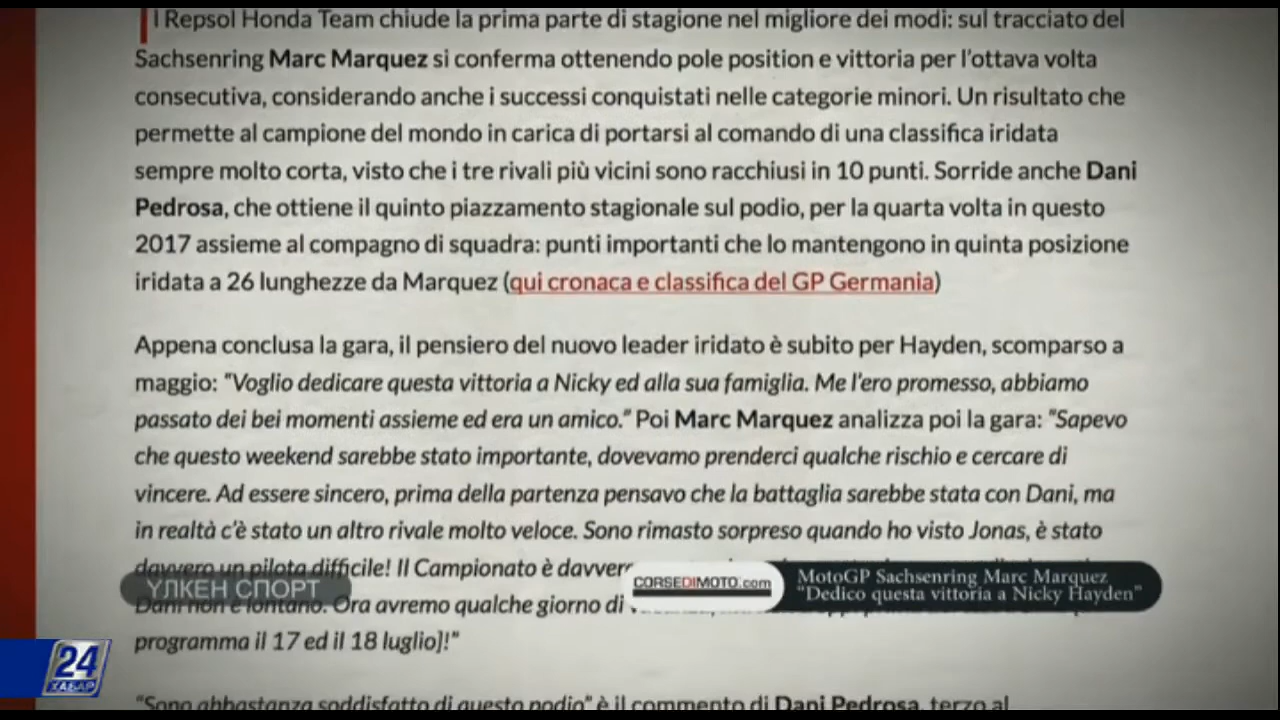 l Repsol Honda Team chiude la prima parte di stagione nel migliore dei modi: sul tracciato del
Sachsenring Marc Marquez si conferma ottenendo pole position e vittoria per l'ottava volta
consecutiva, considerando anche i successi conquistati nelle categorie minori. Un risultato che
permette al campione del mondo in carica di portarsi al comando di una classifica iridata
sempre molto corta, visto che i tre rivali più vicini sono racchiusi in 10 punti. Sorride anche Dani
Pedrosa, che ottiene il quinto piazzamento stagionale sul podio, per la quarta volta in questo
2017 assieme al compagno di squadra: punti importanti che lo mantengono in quinta posizione
iridata a 26 lunghezze da Marquez (qui cronaca e classifica del GP Germania)
Appena conclusa la gara, il pensiero del nuovo leader iridato è subito per Hayden, scomparso a
maggio: "Voglio dedicare questa vittoria a Nicky ed alla sua famiglia. Me l'ero promesso, abbiamo
passato dei bei momenti assieme ed era un amico." Poi Marc Marquez analizza poi la gara: "Sapevo
che questo weekend sarebbe stato importante, dovevamo prenderci qualche rischio e cercare di
vincere. Ad essere sincero, prima della partenza pensavo che la battaglia sarebbe stata con Dani, ma
in realtà c'è stato un altro rivale molto veloce. Sono rimasto sorpreso quando ho visto Jonas, è stato
davvero un pilota difficile! Il Campionato è
Dani non è lontano. Ora avremo qualche giorno di
programma il 17 ed il 18 luglio]!"
"Sono abbastanza soddisfatto di questo podio" è il commento di Dani Pedrosa, terzo al
ҮЛКЕН СПОРТ
CORSEDIMOTO.com
MotoGP Sachsenring Marc Marquez
"Dedico questa vittoria a Nicky Hayden"
24
ХАБАР